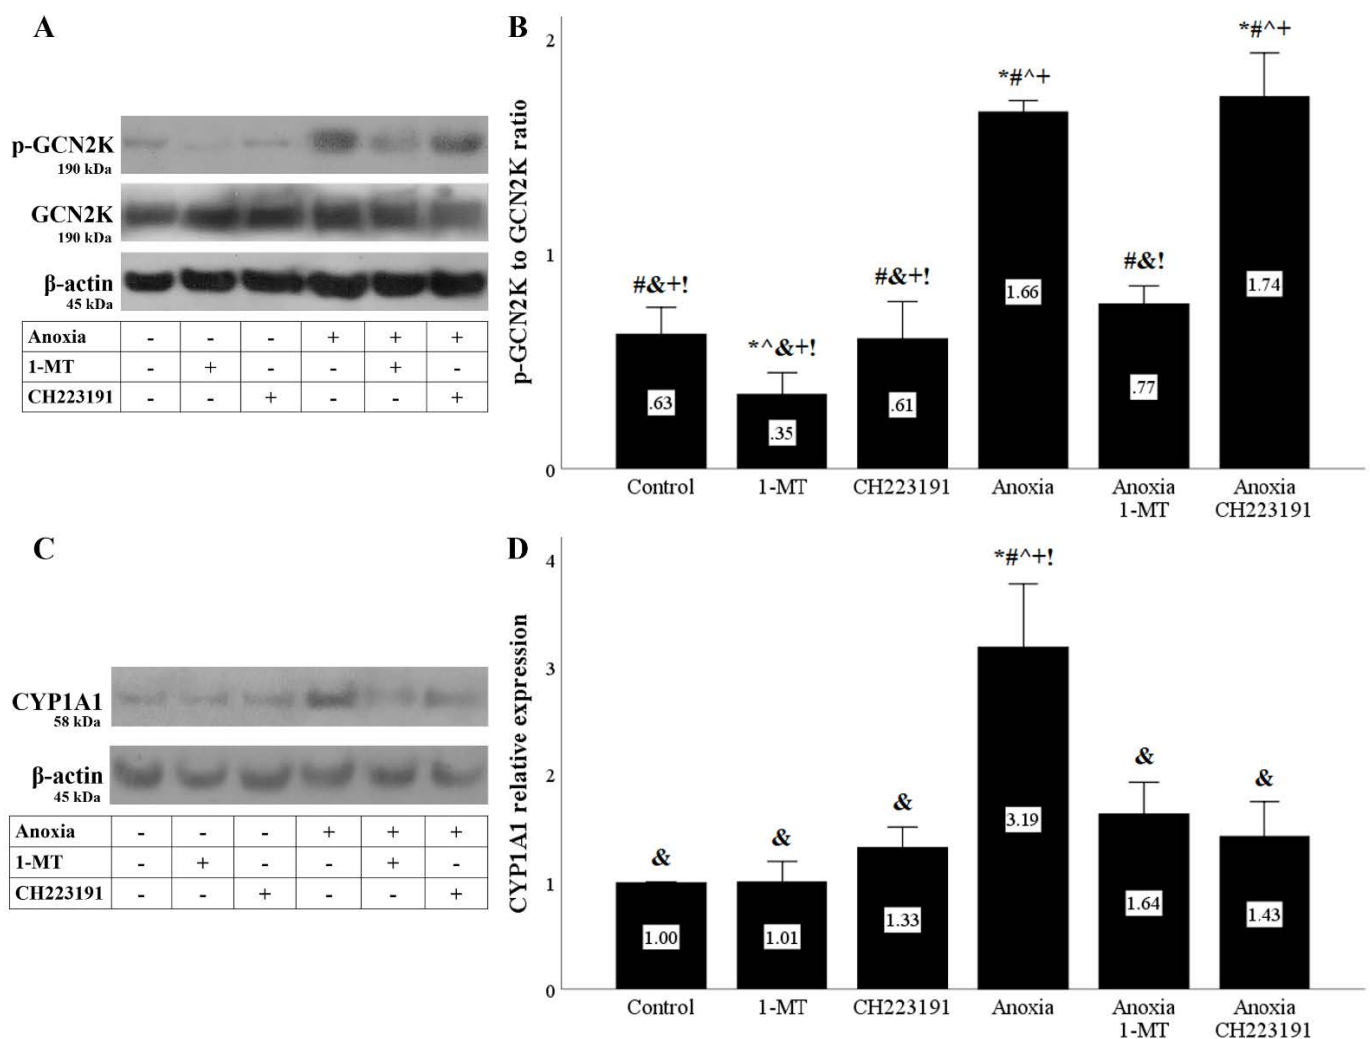 A
p-GCN2K
190 kDa
GCN2K
190 kDa
β-actin
45 kDa
Anoxia - - - + + +
1-MT - + - - + -
CH223191 - - + - - +
B
p-GCN2K to GCN2K ratio
2
1
0
#&+!
*^&+!
#&+!
*#^+
#&!
*#^+
.63
.35
.61
1.66
.77
1.74
Control
1-MT
CH223191
Anoxia
Anoxia
1-MT
Anoxia
CH223191
C
CYP1A1
58 kDa
β-actin
45 kDa
Anoxia - - - + + +
1-MT - + - - + -
CH223191 - - + - - +
D
CYP1A1 relative expression
4
3
2
1
0
&
&
&
*#^+!
&
&
1.00
1.01
1.33
3.19
1.64
1.43
Control
1-MT
CH223191
Anoxia
Anoxia
1-MT
Anoxia
CH223191